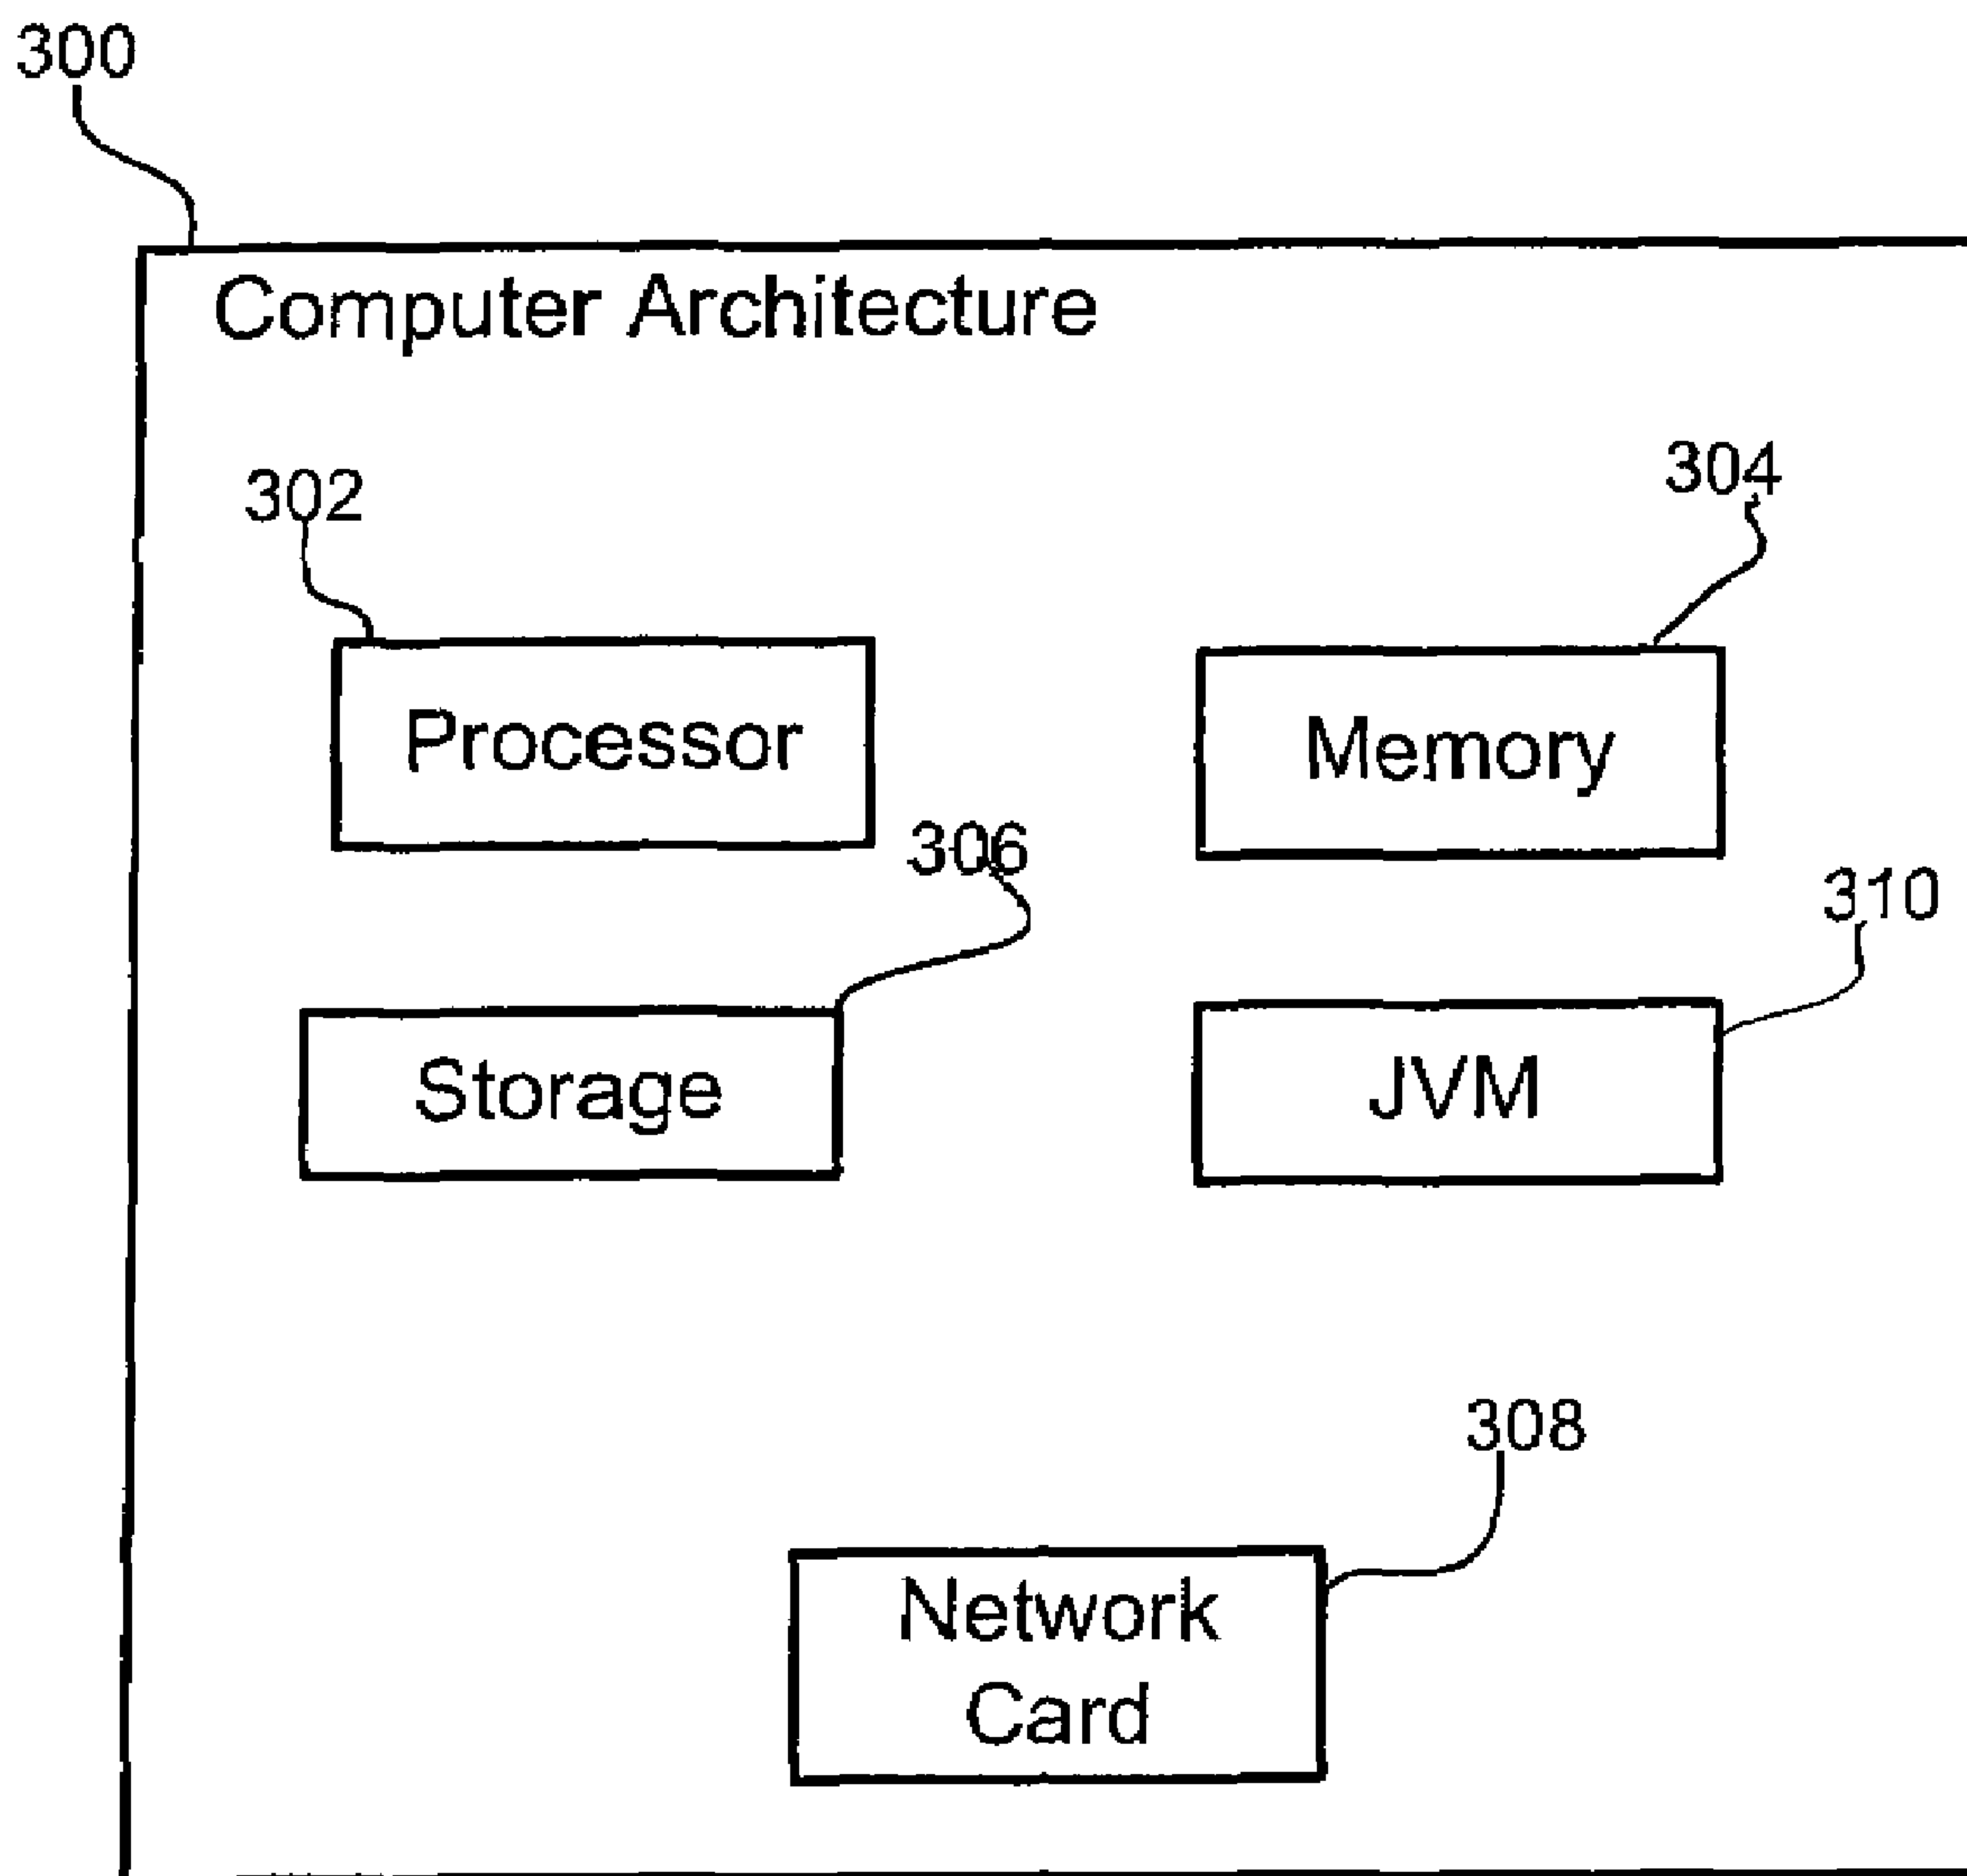 300
Computer Architecture
302
304
Processor
Memory
306
310
Storage
JVM
308
Network
Card